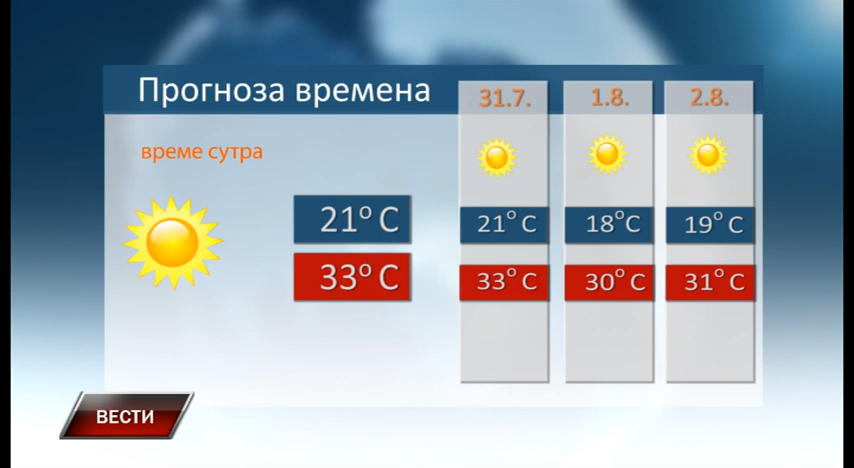 Прогноза времена
време сутра
21° C
33° C
31.7.
21° C
33° C
1.8.
18°C
30° C
2.8.
19° C
31° C
ВЕСТИ